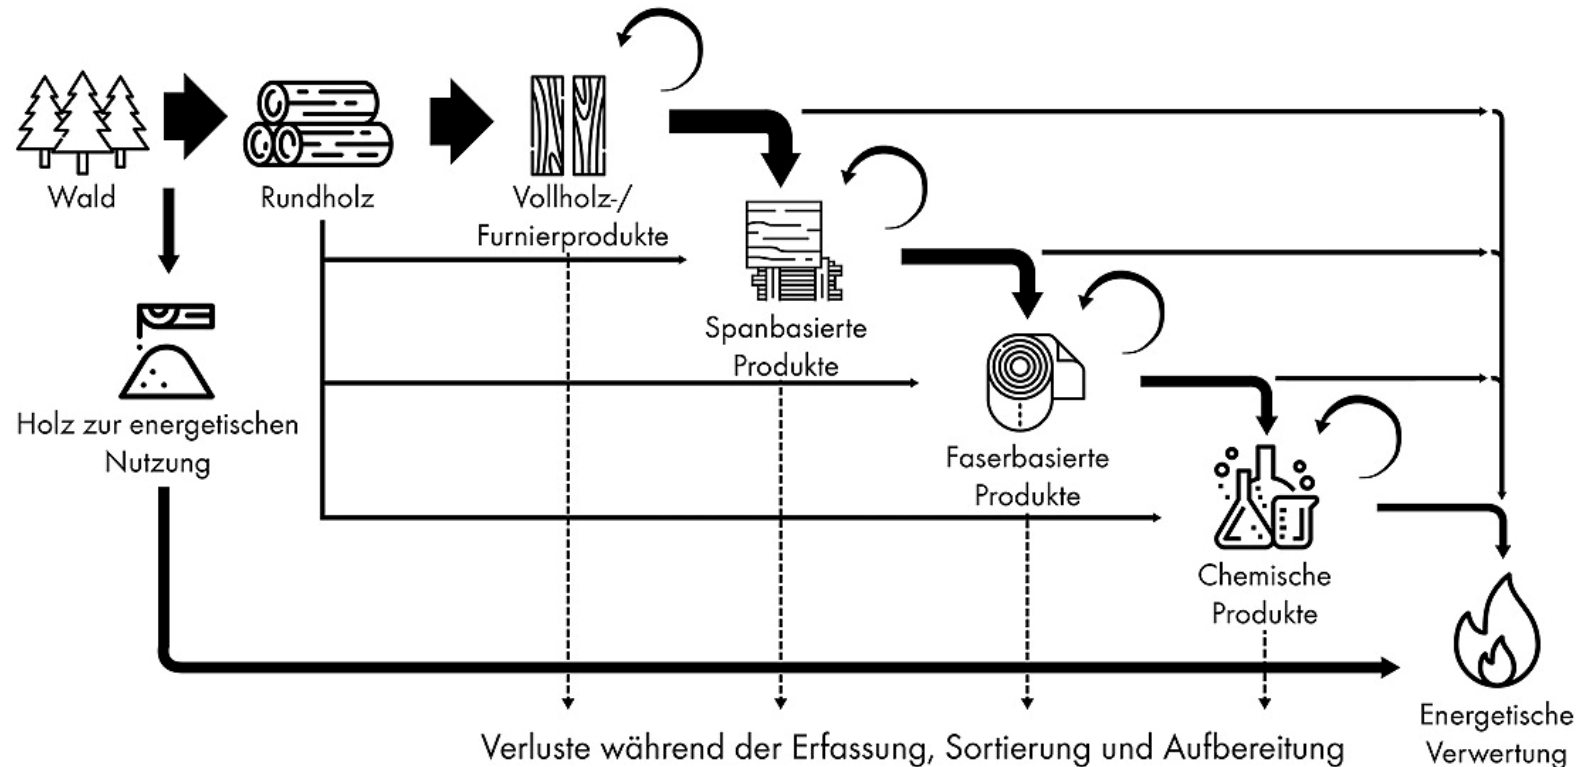 Wald
Rundholz
Vollholz-/
Furnierprodukte
Spanbasierte
Produkte
Holz zur energetischen
Nutzung
Faserbasierte
Produkte
Chemische
Produkte
Energetische
Verwertung
Verluste während der Erfassung, Sortierung und Aufbereitung